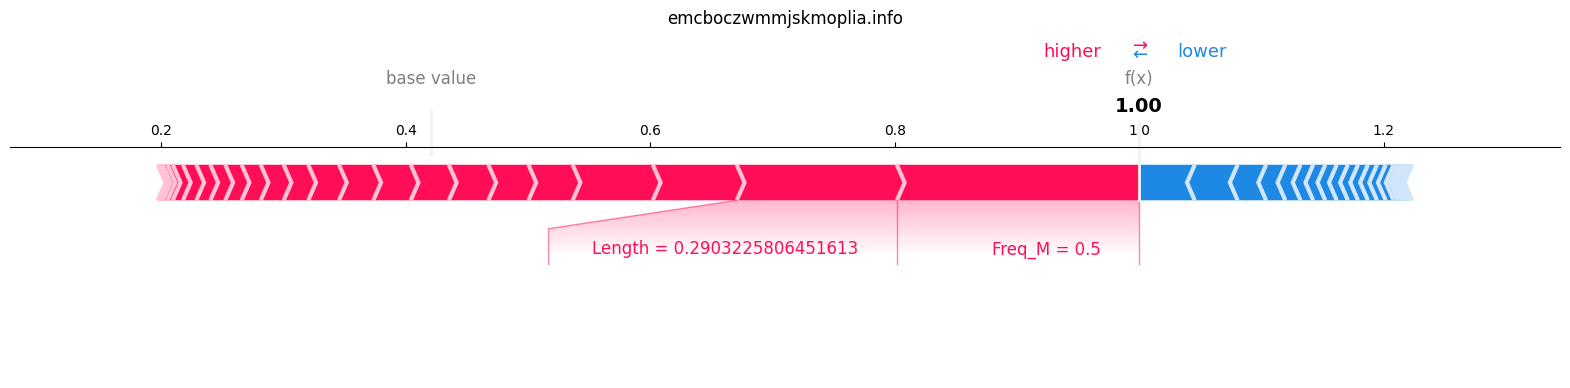 emcboczwmmjskmoplia.info
higher → ← lower
base value f(x)
1.00
0.2 0.4 0.6 0.8 1.0 1.2
Length = 0.2903225806451613 Freq_M = 0.5